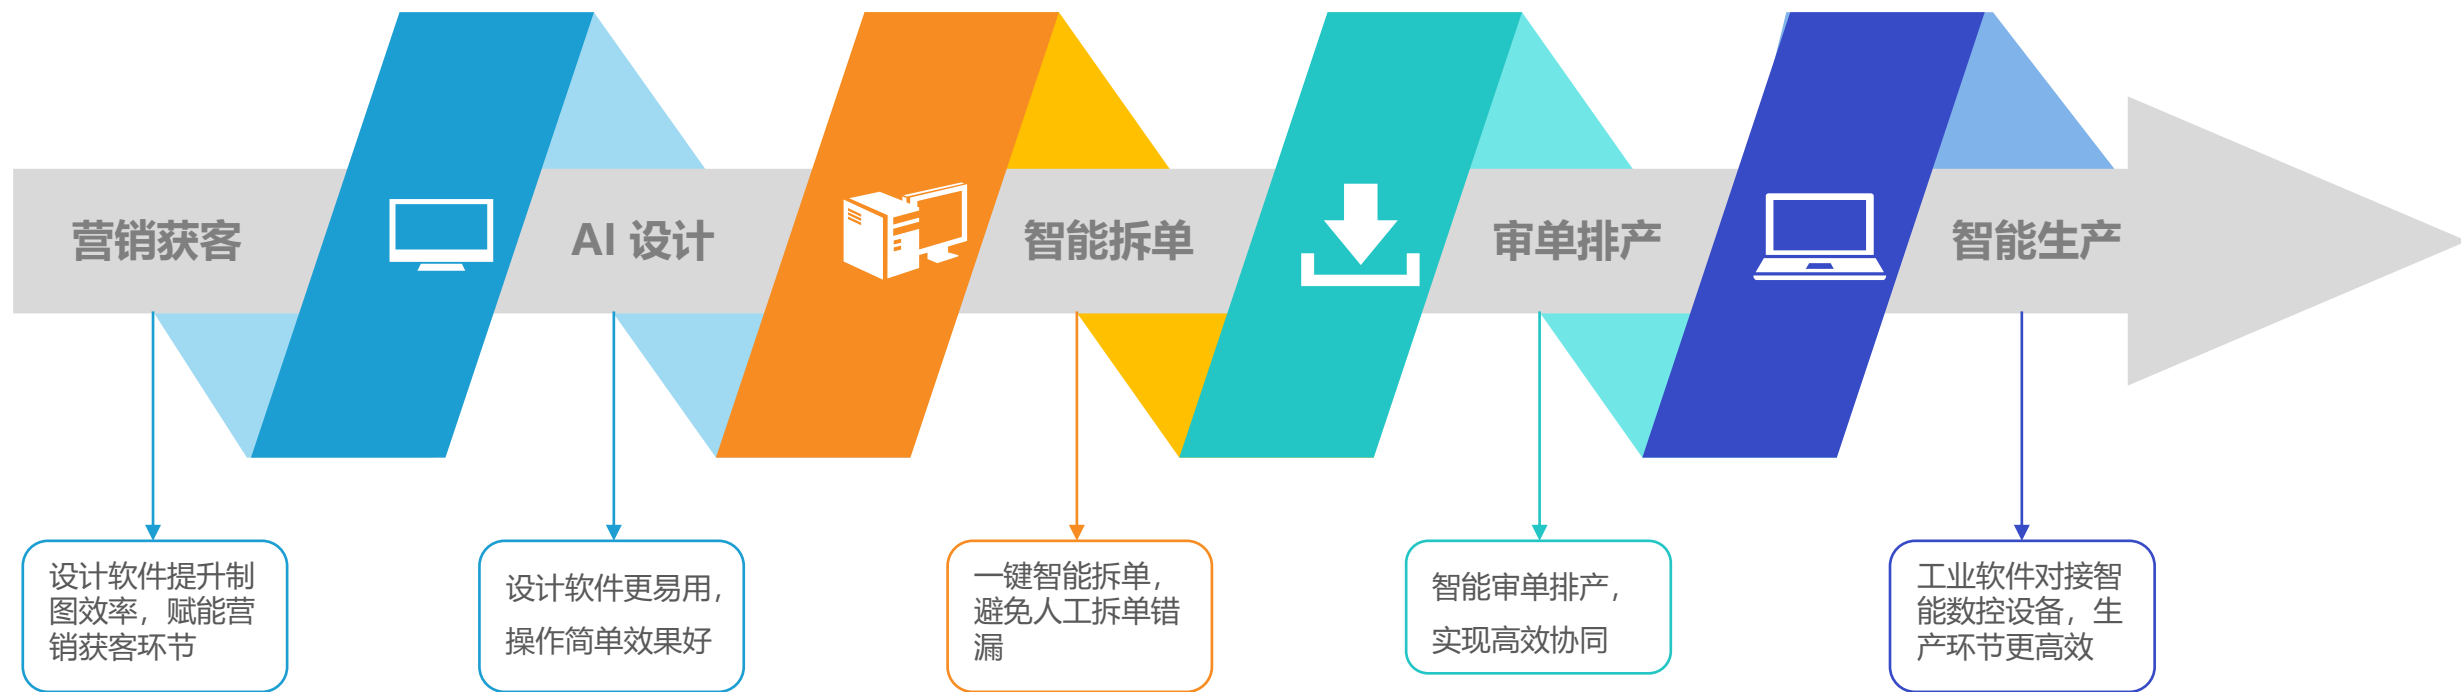 营销获客
AI 设计
智能拆单
审单排产
智能生产
设计软件提升制
图效率，赋能营
销获客环节
设计软件更易用，
操作简单效果好
一键智能拆单，
避免人工拆单错
漏
智能审单排产，
实现高效协同
工业软件对接智
能数控设备，生
产环节更高效